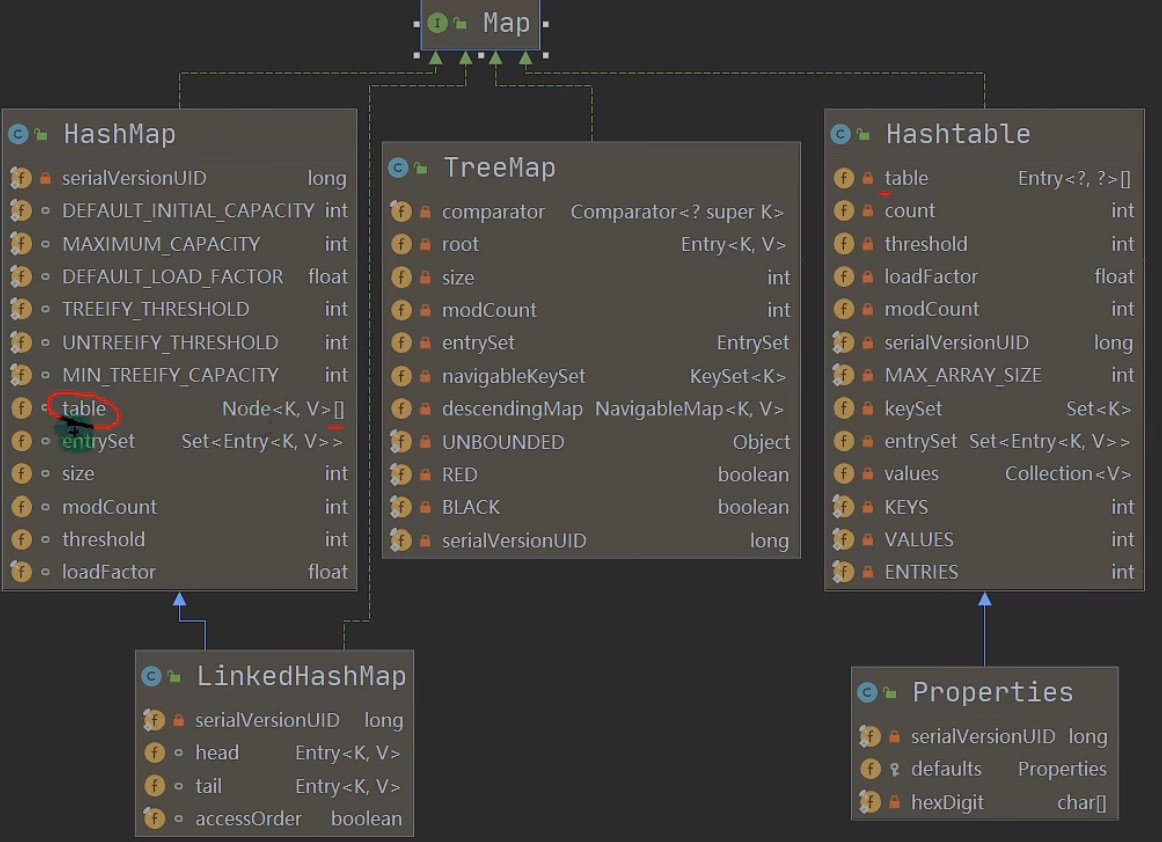 Map
HashMap
serialVersionUID long
DEFAULT_INITIAL_CAPACITY int
MAXIMUM_CAPACITY int
DEFAULT_LOAD_FACTOR float
TREEIFY_THRESHOLD int
UNTREEIFY_THRESHOLD int
MIN_TREEIFY_CAPACITY int
table Node<K, V>[]
entrySet Set<Entry<K, V>>
size int
modCount int
threshold int
loadFactor float
TreeMap
comparator Comparator<? super K>
root Entry<K, V>
size int
modCount int
entrySet EntrySet
navigableKeySet KeySet<K>
descendingMap NavigableMap<K, V>
UNBOUNDED Object
RED boolean
BLACK boolean
serialVersionUID long
Hashtable
table Entry<?, ?>[]
count int
threshold int
loadFactor float
modCount int
serialVersionUID long
MAX_ARRAY_SIZE int
keySet Set<K>
entrySet Set<Entry<K, V>>
values Collection<V>
KEYS int
VALUES int
ENTRIES int
LinkedHashMap
serialVersionUID long
head Entry<K, V>
tail Entry<K, V>
accessOrder boolean
Properties
serialVersionUID long
defaults Properties
hexDigit char[]